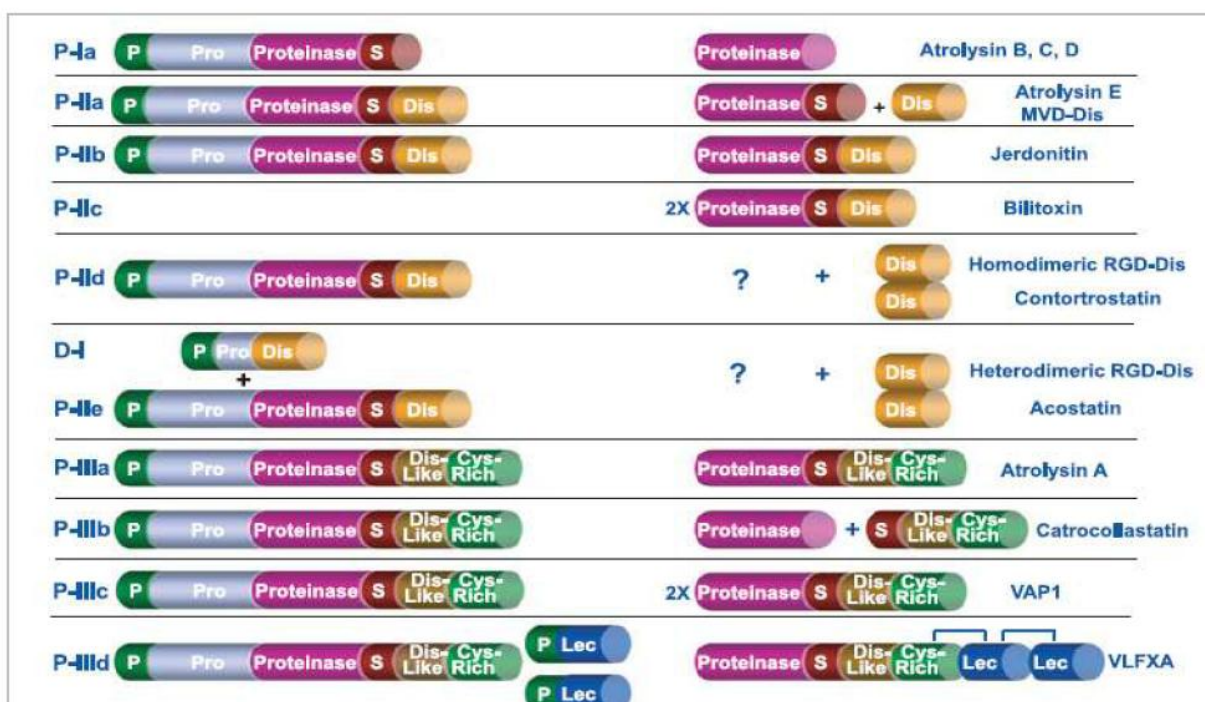 P-Ia P Pro Proteinase S Proteinase Atrolysin B, C, D
P-IIa P Pro Proteinase S Dis Proteinase S + Dis Atrolysin E
MVD-Dis
P-IIb P Pro Proteinase S Dis Proteinase S Dis Jerdonitin
P-IIc 2X Proteinase S Dis Bilitoxin
P-IId P Pro Proteinase S Dis ? + Dis Homodimeric RGD-Dis
Dis Contortrostatin
D-I P Pro Dis
+ ? + Dis Heterodimeric RGD-Dis
P-IIe P Pro Proteinase S Dis Dis Acostatin
P-IIIa P Pro Proteinase S Dis-Like Cys-Rich Proteinase S Dis-Like Cys-Rich Atrolysin A
P-IIIb P Pro Proteinase S Dis-Like Cys-Rich Proteinase + S Dis-Like Cys-Rich Catrocollastatin
P-IIIc P Pro Proteinase S Dis-Like Cys-Rich 2X Proteinase S Dis-Like Cys-Rich VAP1
P-IIId P Pro Proteinase S Dis-Like Cys-Rich P Lec Proteinase S Dis-Like Cys-Rich Lec Lec VLFXA
P Lec